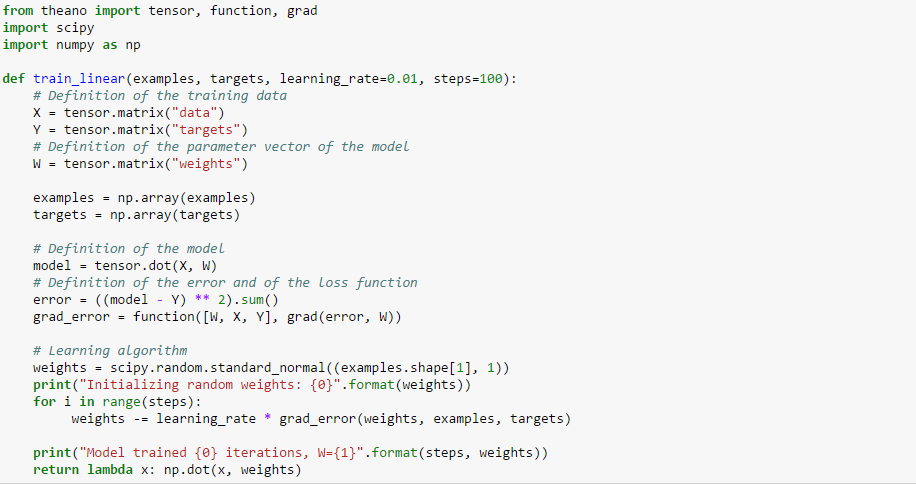 from theano import tensor, function, grad
import scipy
import numpy as np

def train_linear(examples, targets, learning_rate=0.01, steps=100):
    # Definition of the training data
    X = tensor.matrix("data")
    Y = tensor.matrix("targets")
    # Definition of the parameter vector of the model
    W = tensor.matrix("weights")

    examples = np.array(examples)
    targets = np.array(targets)

    # Definition of the model
    model = tensor.dot(X, W)
    # Definition of the error and of the loss function
    error = ((model - Y) ** 2).sum()
    grad_error = function([W, X, Y], grad(error, W))

    # Learning algorithm
    weights = scipy.random.standard_normal((examples.shape[1], 1))
    print("Initializing random weights: {0}".format(weights))
    for i in range(steps):
         weights -= learning_rate * grad_error(weights, examples, targets)

    print("Model trained {0} iterations, W={1}".format(steps, weights))
    return lambda x: np.dot(x, weights)